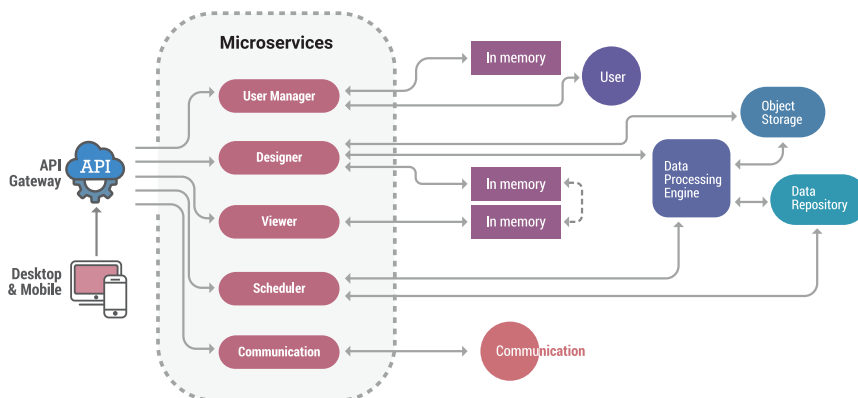 Microservices
In memory
User
User Manager
Object
Storage
API
API
Gateway
Designer
Data
Processing
Engine
In memory
Data
Repository
In memory
Viewer
Desktop
& Mobile
Scheduler
Communication
Communication